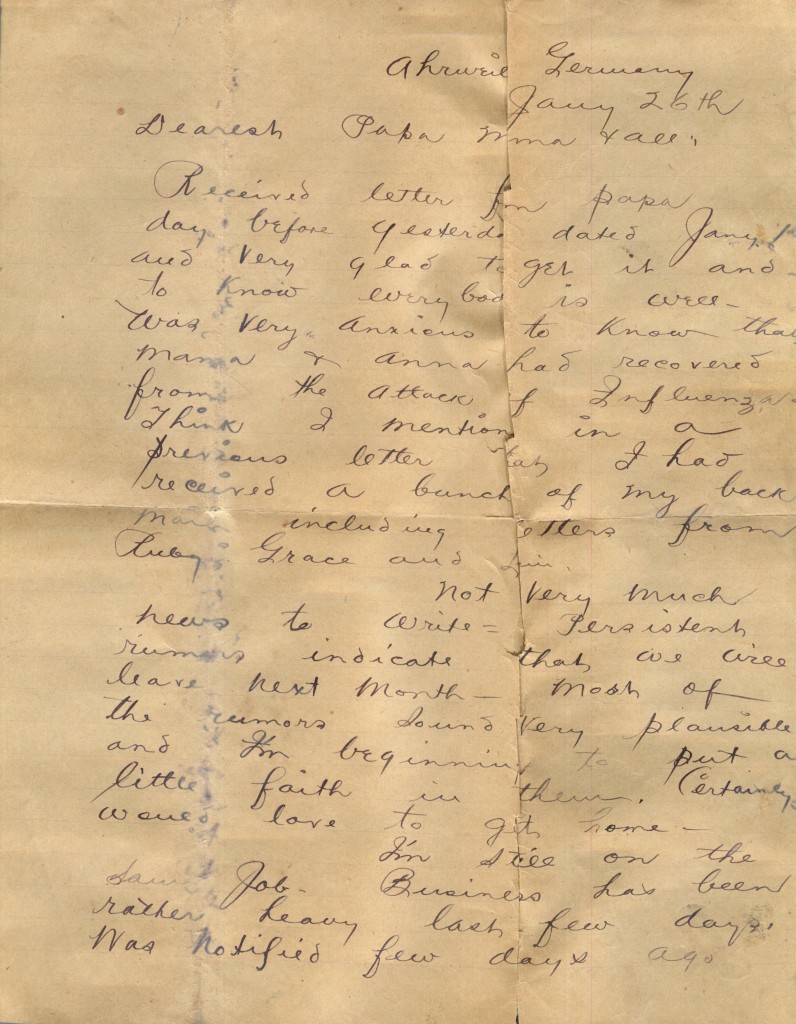 Ahrweil Germany
Jany 26th
Dearest Papa Mma & all:
Received letter fm papa
day before yesterda dated Jany
and very glad to get it and
to know everybod is well-
Was very anxious to know that
Mama & Anna had recovered
from the attack of Influenza-
Think I mention in a
previous letter that I had
received a bunch of my back
mail including letters from
Ruby Grace and
Not very much
news to write= Persistent
rumors indicate that we will
leave next month- most of
the rumors sound very plausible
and I'm beginning to put a
little faith in them. Certainly
would love to get home-
I'm still on the
same Job- Business has been
rather heavy last few days.
Was notified few days ago